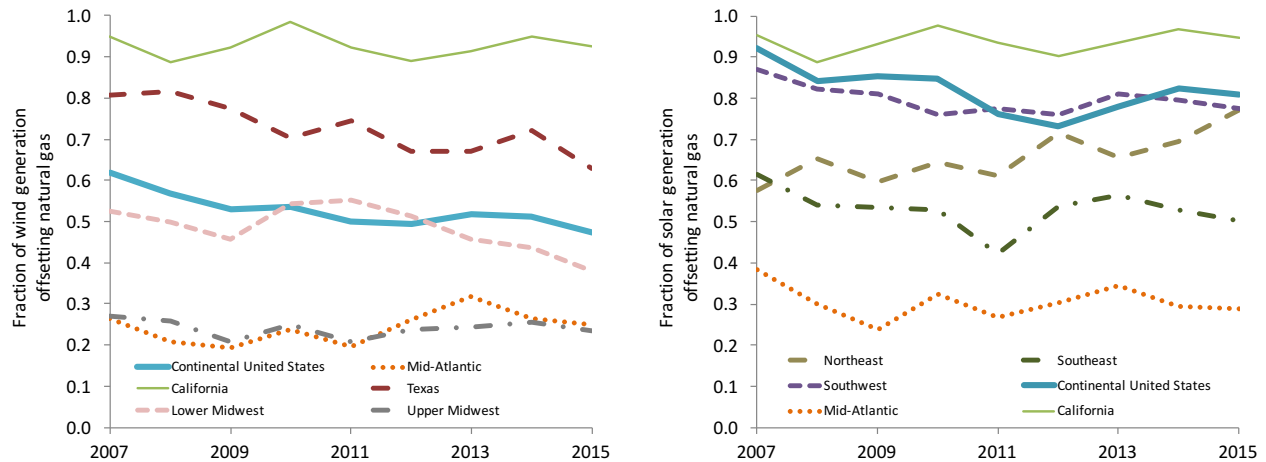 Fraction of wind generation
offsetting natural gas
1.0
0.9
0.8
0.7
0.6
0.5
0.4
0.3
0.2
0.1
0.0
Continental United States
Mid-Atlantic
California
Texas
Lower Midwest
Upper Midwest
2007
2009
2011
2013
2015
Fraction of solar generation
offsetting natural gas
1.0
0.9
0.8
0.7
0.6
0.5
0.4
0.3
0.2
0.1
0.0
Northeast
Southeast
Southwest
Continental United States
Mid-Atlantic
California
2007
2009
2011
2013
2015